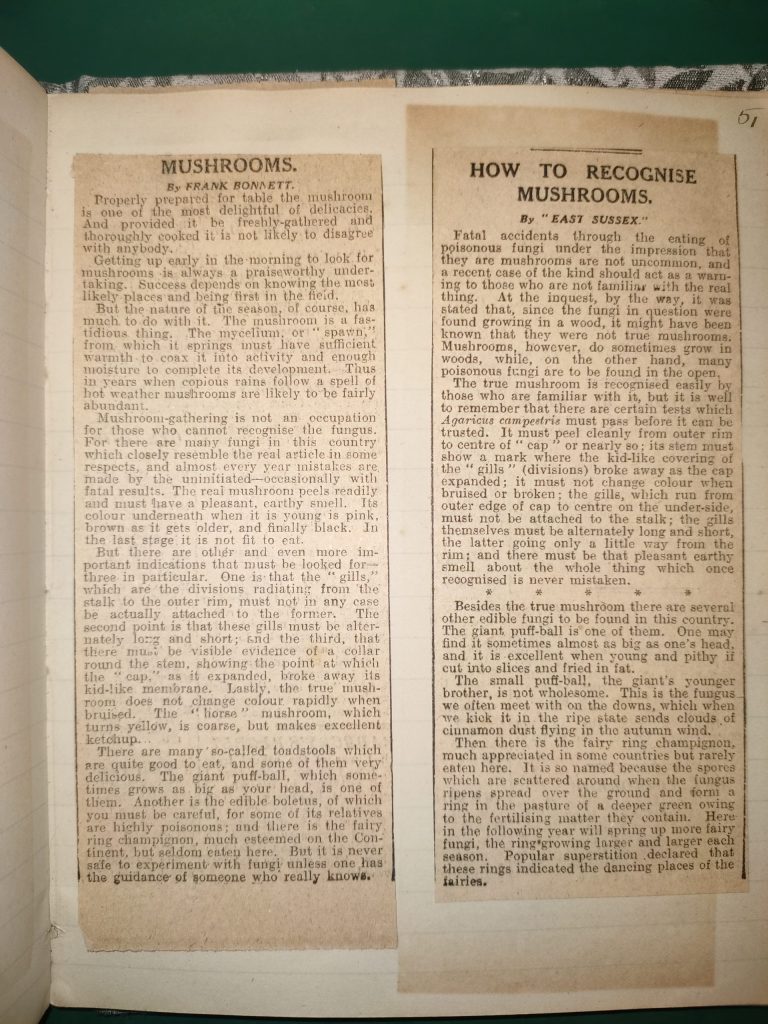 51
MUSHROOMS.
By FRANK BONNETT.
Properly prepared for table the mushroom
is one of the most delightful of delicacies.
And provided it be freshly-gathered and
thoroughly cooked it is not likely to disagree
with anybody.
Getting up early in the morning to look for
mushrooms is always a praiseworthy under-
taking. Success depends on knowing the most
likely places and being first in the field.
But the nature of the season, of course, has
much to do with it. The mushroom is a fas-
tidious thing. The mycelium, or "spawn,"
from which it springs must have sufficient
warmth to coax it into activity and enough
moisture to complete its development. Thus
in years when copious rains follow a spell of
hot weather mushrooms are likely to be fairly
abundant.
Mushroom-gathering is not an occupation
for those who cannot recognise the fungus.
For there are many fungi in this country
which closely resemble the real article in some
respects, and almost every year mistakes are
made by the uninitiated—occasionally with
fatal results. The real mushroom peels readily
and must have a pleasant, earthy smell. Its
colour underneath when it is young is pink,
brown as it gets older, and finally black. In
the last stage it is not fit to eat.
But there are other and even more im-
portant indications that must be looked for—
three in particular. One is that the "gills,"
which are the divisions radiating from the
stalk to the outer rim, must not in any case
be actually attached to the former. The
second point is that these gills must be alter-
nately long and short; and the third, that
there must be visible evidence of a collar
round the stem, showing the point at which
the "cap," as it expanded, broke away its
kid-like membrane. Lastly, the true mush-
room does not change colour rapidly when
bruised. The "horse" mushroom, which
turns yellow, is coarse, but makes excellent
ketchup.
There are many so-called toadstools which
are quite good to eat, and some of them very
delicious. The giant puff-ball, which some-
times grows as big as your head, is one of
them. Another is the edible boletus, of which
you must be careful, for some of its relatives
are highly poisonous; and there is the fairy
ring champignon, much esteemed on the Con-
tinent, but seldom eaten here. But it is never
safe to experiment with fungi unless one has
the guidance of someone who really knows.
HOW TO RECOGNISE
MUSHROOMS.
By "EAST SUSSEX."
Fatal accidents through the eating of
poisonous fungi under the impression that
they are mushrooms are not uncommon, and
a recent case of the kind should act as a warn-
ing to those who are not familiar with the real
thing. At the inquest, by the way, it was
stated that, since the fungi in question were
found growing in a wood, it might have been
known that they were not true mushrooms.
Mushrooms, however, do sometimes grow in
woods, while, on the other hand, many
poisonous fungi are to be found in the open.
The true mushroom is recognised easily by
those who are familiar with it, but it is well
to remember that there are certain tests which
Agaricus campestris must pass before it can be
trusted. It must peel cleanly from outer rim
to centre of "cap" or nearly so; its stem must
show a mark where the kid-like covering of
the "gills" (divisions) broke away as the cap
expanded; it must not change colour when
bruised or broken; the gills, which run from
outer edge of cap to centre on the under-side,
must not be attached to the stalk; the gills
themselves must be alternately long and short,
the latter going only a little way from the
rim; and there must be that pleasant earthy
smell about the whole thing which once
recognised is never mistaken.
* * * *
Besides the true mushroom there are several
other edible fungi to be found in this country.
The giant puff-ball is one of them. One may
find it sometimes almost as big as one's head,
and it is excellent when young and pithy if
cut into slices and fried in fat.
The small puff-ball, the giant's younger
brother, is not wholesome. This is the fungus
we often meet with on the downs, which when
we kick it in the ripe state sends clouds of
cinnamon dust flying in the autumn wind.
Then there is the fairy ring champignon,
much appreciated in some countries but rarely
eaten here. It is so named because the spores
which are scattered around when the fungus
ripens spread over the ground and form a
ring in the pasture of a deeper green owing
to the fertilising matter they contain. Here
in the following year will spring up more fairy
fungi, the ring growing larger and larger each
season. Popular superstition declared that
these rings indicated the dancing places of the
fairies.